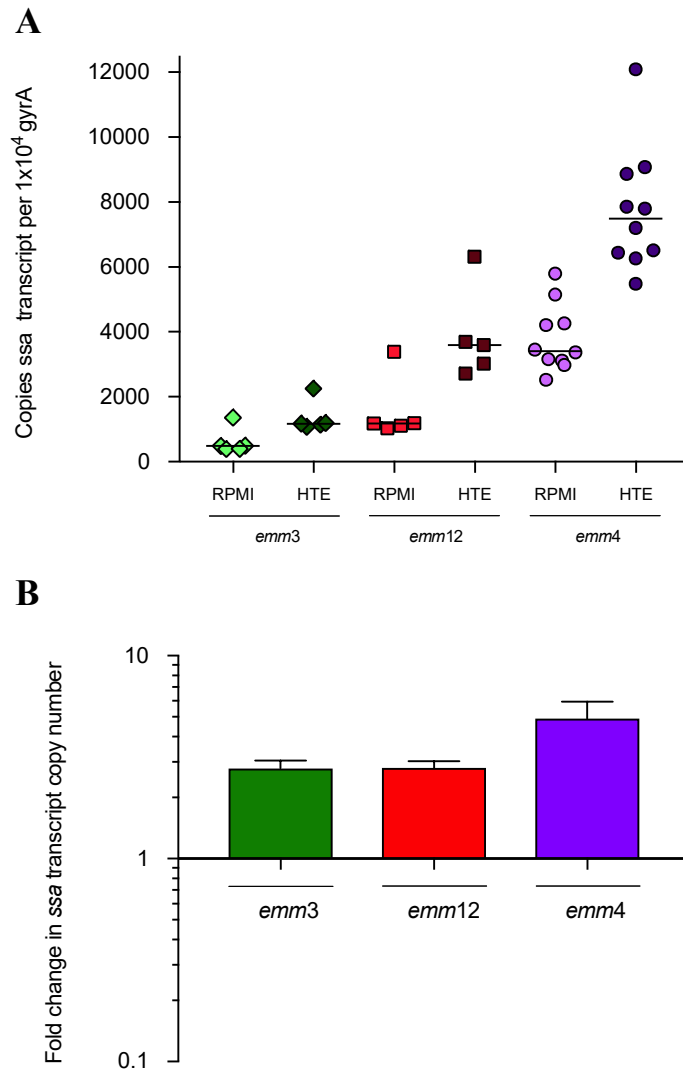 A
Copies ssa transcript per 1x10⁴ gyrA
12000
10000
8000
6000
4000
2000
0
RPMI HTE RPMI HTE RPMI HTE
emm3 emm12 emm4
B
Fold change in ssa transcript copy number
10
1
0.1
emm3 emm12 emm4